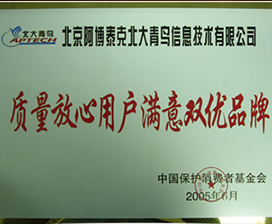 北大青鸟
APTECH
北京阿博泰克北大青鸟信息技术有限公司
质量放心用户满意双优品牌
中国保护消费者基金会
2005年6月